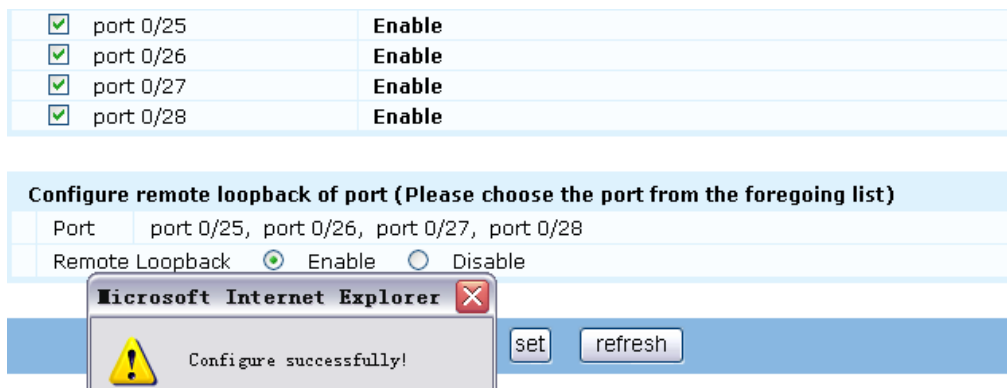 port 0/25 Enable
port 0/26 Enable
port 0/27 Enable
port 0/28 Enable
Configure remote loopback of port (Please choose the port from the foregoing list)
Port port 0/25, port 0/26, port 0/27, port 0/28
Remote Loopback Enable Disable
Microsoft Internet Explorer
Configure successfully!
set refresh